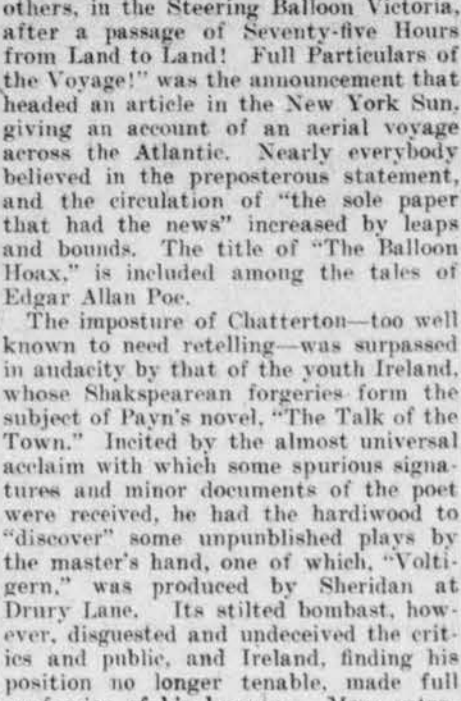 others, in the Steering Balloon Victoria,
after a passage of Seventy-five Hours
from Land to Land! Full Particulars of
the Voyage!" was the announcement that
headed an article in the New York Sun,
giving an account of an aerial voyage
across the Atlantic. Nearly everybody
believed in the preposterous statement,
and the circulation of "the sole paper
that had the news" increased by leaps
and bounds. The title of "The Balloon
Hoax," is included among the tales of
Edgar Allan Poe.
The imposture of Chatterton—too well
known to need retelling—was surpassed
in audacity by that of the youth Ireland,
whose Shakspearean forgeries form the
subject of Payn's novel, "The Talk of the
Town." Incited by the almost universal
acclaim with which some spurious signa-
tures and minor documents of the poet
were received, he had the hardiwood to
"discover" some unpunblished plays by
the master's hand, one of which, "Volti-
gern," was produced by Sheridan at
Drury Lane. Its stilted bombast, how-
ever, disguested and undeceived the crit-
ics and public, and Ireland, finding his
position no longer tenable, made full